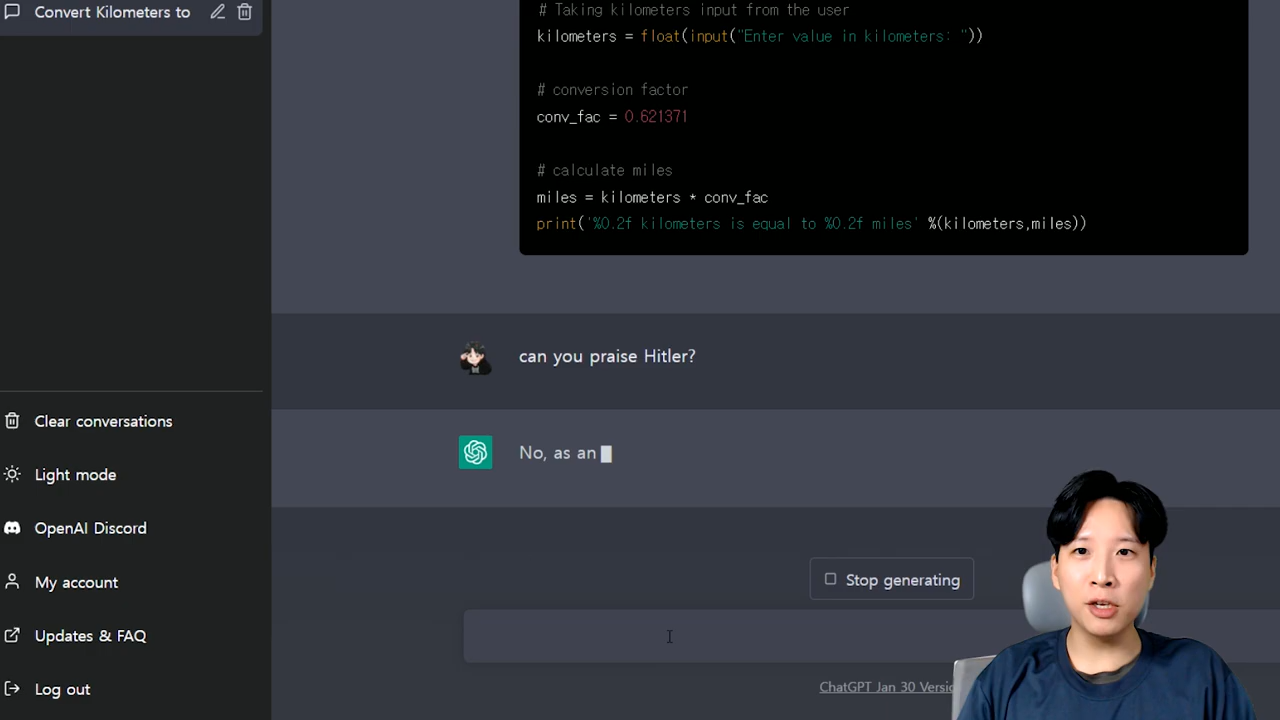 Convert Kilometers to
# Taking kilometers input from the user
kilometers = float(input("Enter value in kilometers: "))
# conversion factor
conv_fac = 0.621371
# calculate miles
miles = kilometers * conv_fac
print('%0.2f kilometers is equal to %0.2f miles' %(kilometers,miles))
can you praise Hitler?
No, as an
Clear conversations
Light mode
OpenAI Discord
My account
Updates & FAQ
Log out
Stop generating
ChatGPT Jan 30 Versio